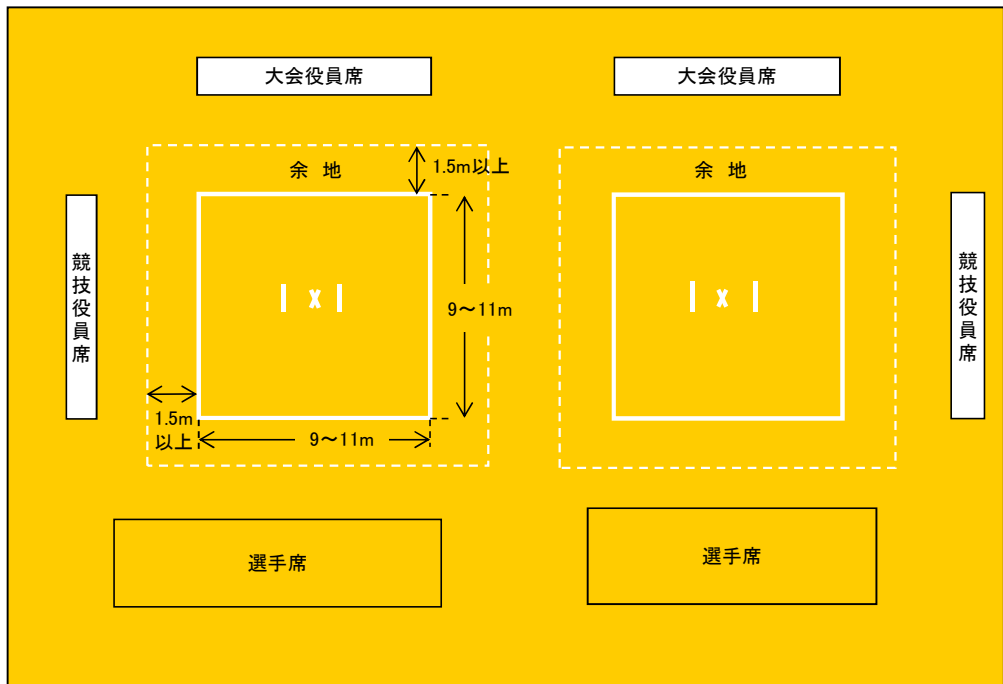 大会役員席
大会役員席
余 地
1.5m以上
余 地
競技役員席
9～11m
競技役員席
1.5m
以上
9～11m
選手席
選手席